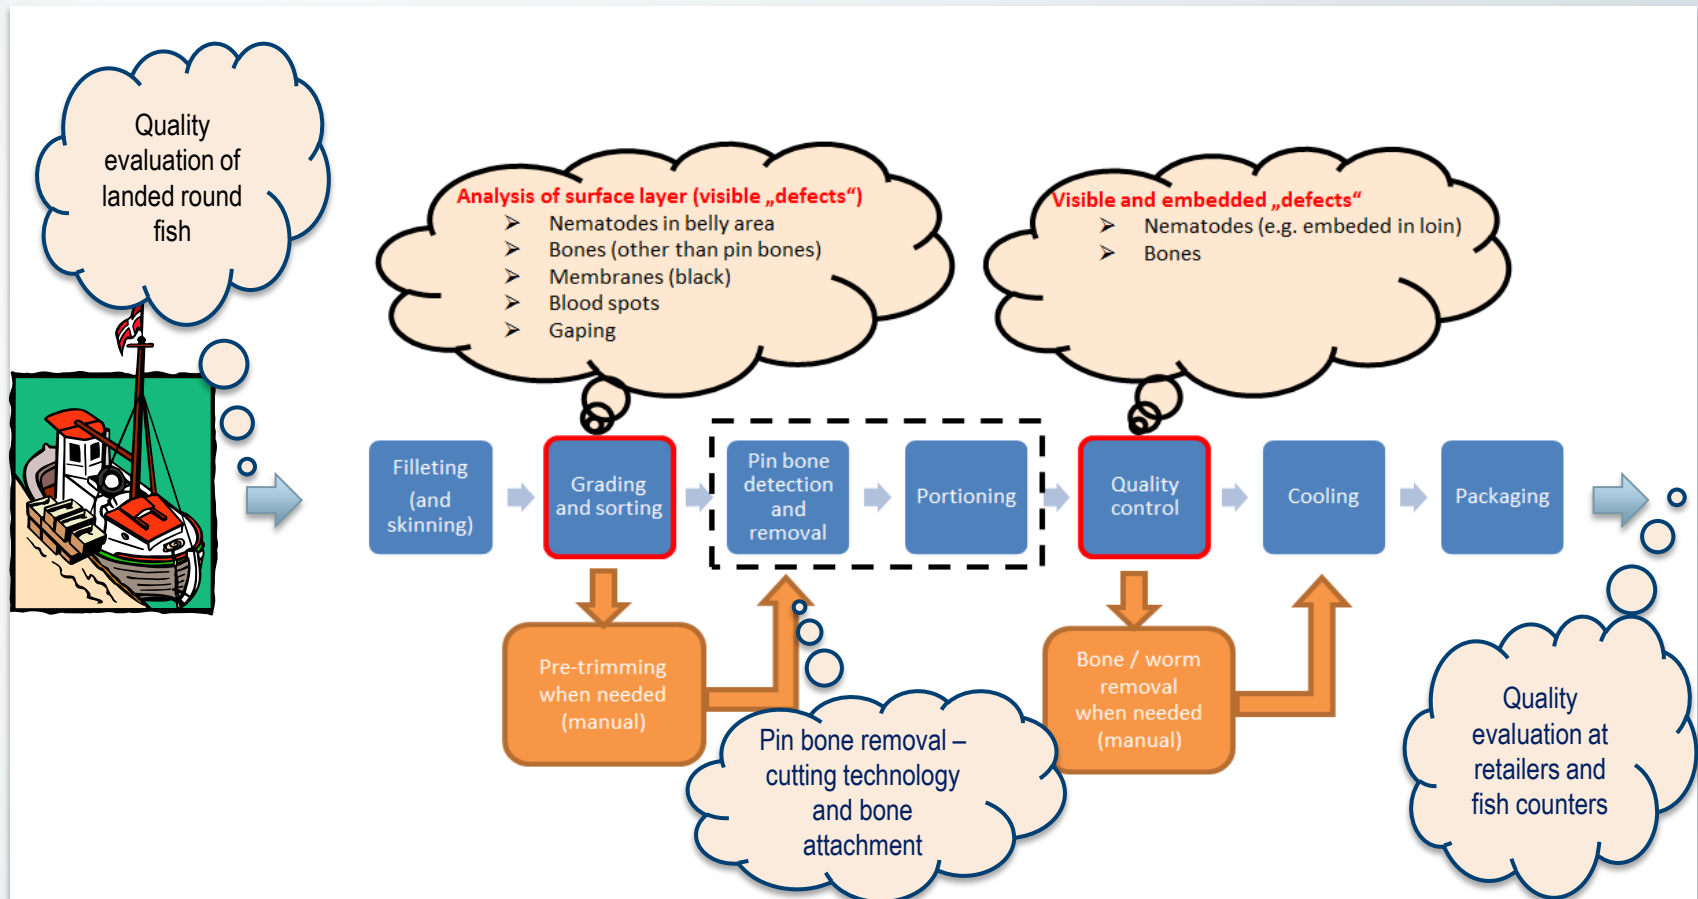 Quality
evaluation of
landed round
fish
Analysis of surface layer (visible „defects“)
➢ Nematodes in belly area
➢ Bones (other than pin bones)
➢ Membranes (black)
➢ Blood spots
➢ Gaping
Visible and embedded „defects“
➢ Nematodes (e.g. embeded in loin)
➢ Bones
Filleting
(and
skinning)
Grading
and sorting
Pin bone
detection
and
removal
Portioning
Quality
control
Cooling
Packaging
Pre-trimming
when needed
(manual)
Pin bone removal –
cutting technology
and bone
attachment
Bone / worm
removal
when needed
(manual)
Quality
evaluation at
retailers and
fish counters